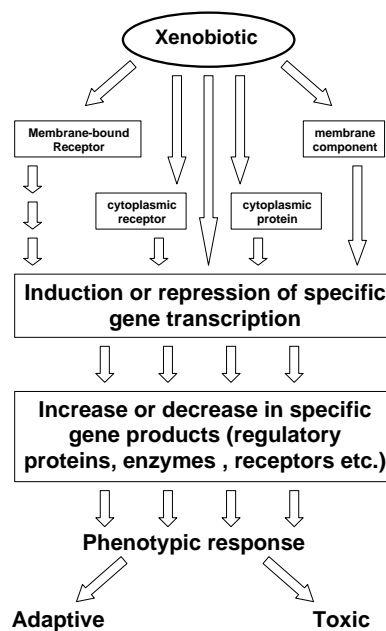 Xenobiotic
Membrane-bound
Receptor
membrane
component
cytoplasmic
receptor
cytoplasmic
protein
Induction or repression of specific
gene transcription
Increase or decrease in specific
gene products (regulatory
proteins, enzymes , receptors etc.)
Phenotypic response
Adaptive
Toxic